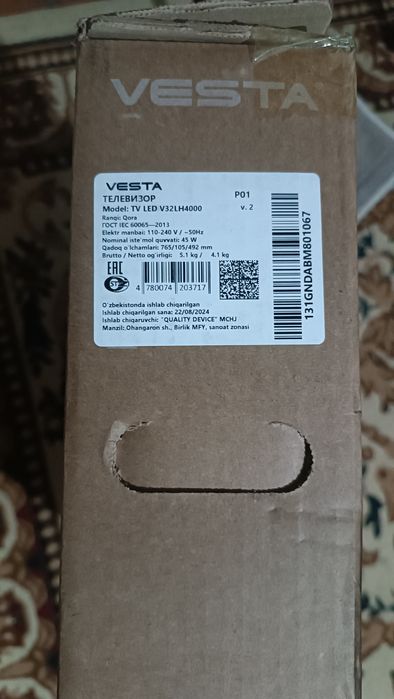 VESTA
VESTA
P01
ТЕЛЕВИЗОР
Model: TV LED V32LH4000
v. 2
Rangi: Qora
ГОСТ IEC 60065—2013
Elektr manbai: 110-240 V / ~50Hz
Nominal iste'mol quvvati: 45 W
Qadoq o'lchamlari: 765/105/492 mm
Brutto / Netto og'irligi: 5.1 kg / 4.1 kg
EAC
4 780074 203717
O'zbekistonda ishlab chiqarilgan
Ishlab chiqarilgan sana: 22/08/2024
Ishlab chiqaruvchi: "QUALITY DEVICE" MCHJ
Manzil: Ohangaron sh., Birlik MFY, sanoat zonasi
131GNDABM801067